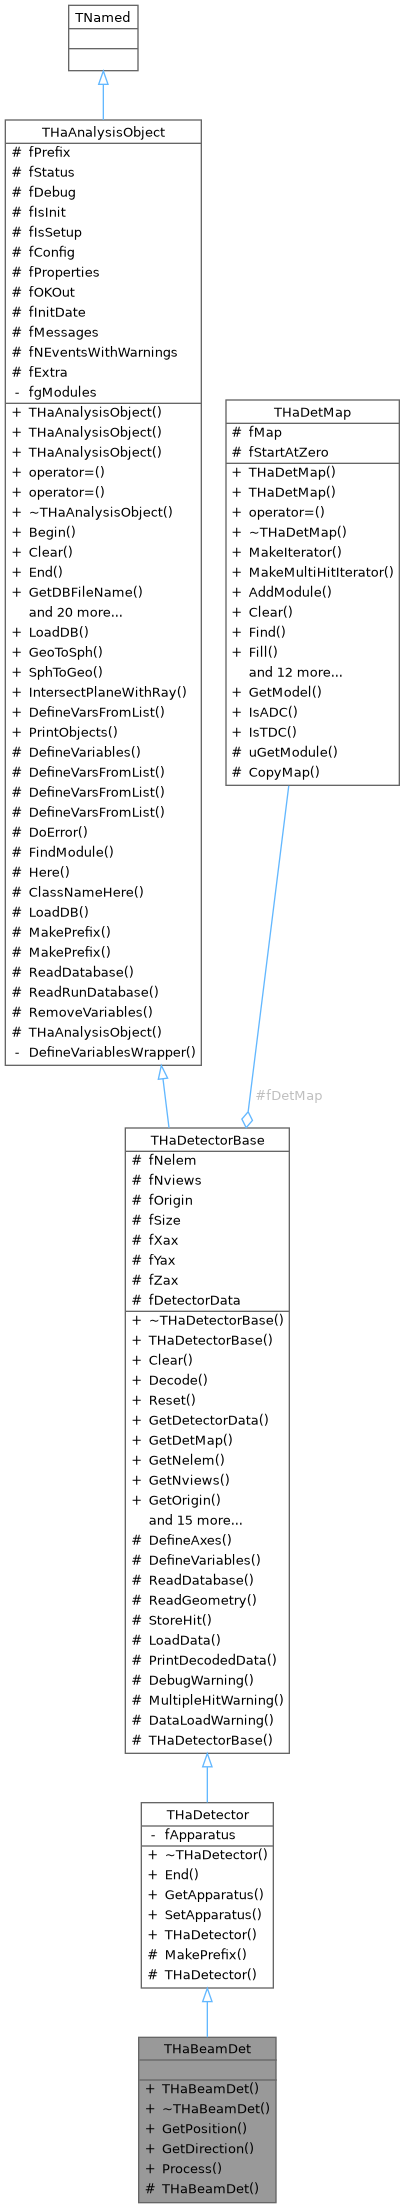 TNamed
THaAnalysisObject
# fPrefix
# fStatus
# fDebug
# fIsInit
# fIsSetup
# fConfig
# fProperties
# fOKOut
# fInitDate
# fMessages
# fNEventsWithWarnings
# fExtra
- fgModules
+ THaAnalysisObject()
+ THaAnalysisObject()
+ THaAnalysisObject()
+ operator=()
+ operator=()
+ ~THaAnalysisObject()
+ Begin()
+ Clear()
+ End()
+ GetDBFileName()
and 20 more...
+ LoadDB()
+ GeoToSph()
+ SphToGeo()
+ IntersectPlaneWithRay()
+ DefineVarsFromList()
+ PrintObjects()
# DefineVariables()
# DefineVarsFromList()
# DefineVarsFromList()
# DefineVarsFromList()
# DoError()
# FindModule()
# Here()
# ClassNameHere()
# LoadDB()
# MakePrefix()
# MakePrefix()
# ReadDatabase()
# ReadRunDatabase()
# RemoveVariables()
# THaAnalysisObject()
- DefineVariablesWrapper()
THaDetMap
# fMap
# fStartAtZero
+ THaDetMap()
+ THaDetMap()
+ operator=()
+ ~THaDetMap()
+ MakeIterator()
+ MakeMultiHitIterator()
+ AddModule()
+ Clear()
+ Find()
+ Fill()
and 12 more...
+ GetModel()
+ IsADC()
+ IsTDC()
# uGetModule()
# CopyMap()
#fDetMap
THaDetectorBase
# fNelem
# fNviews
# fOrigin
# fSize
# fXax
# fYax
# fZax
# fDetectorData
+ ~THaDetectorBase()
+ THaDetectorBase()
+ Clear()
+ Decode()
+ Reset()
+ GetDetectorData()
+ GetDetMap()
+ GetNelem()
+ GetNviews()
+ GetOrigin()
and 15 more...
# DefineAxes()
# DefineVariables()
# ReadDatabase()
# ReadGeometry()
# StoreHit()
# LoadData()
# PrintDecodedData()
# DebugWarning()
# MultipleHitWarning()
# DataLoadWarning()
# THaDetectorBase()
THaDetector
- fApparatus
+ ~THaDetector()
+ End()
+ GetApparatus()
+ SetApparatus()
+ THaDetector()
# MakePrefix()
# THaDetector()
THaBeamDet
+ THaBeamDet()
+ ~THaBeamDet()
+ GetPosition()
+ GetDirection()
+ Process()
# THaBeamDet()